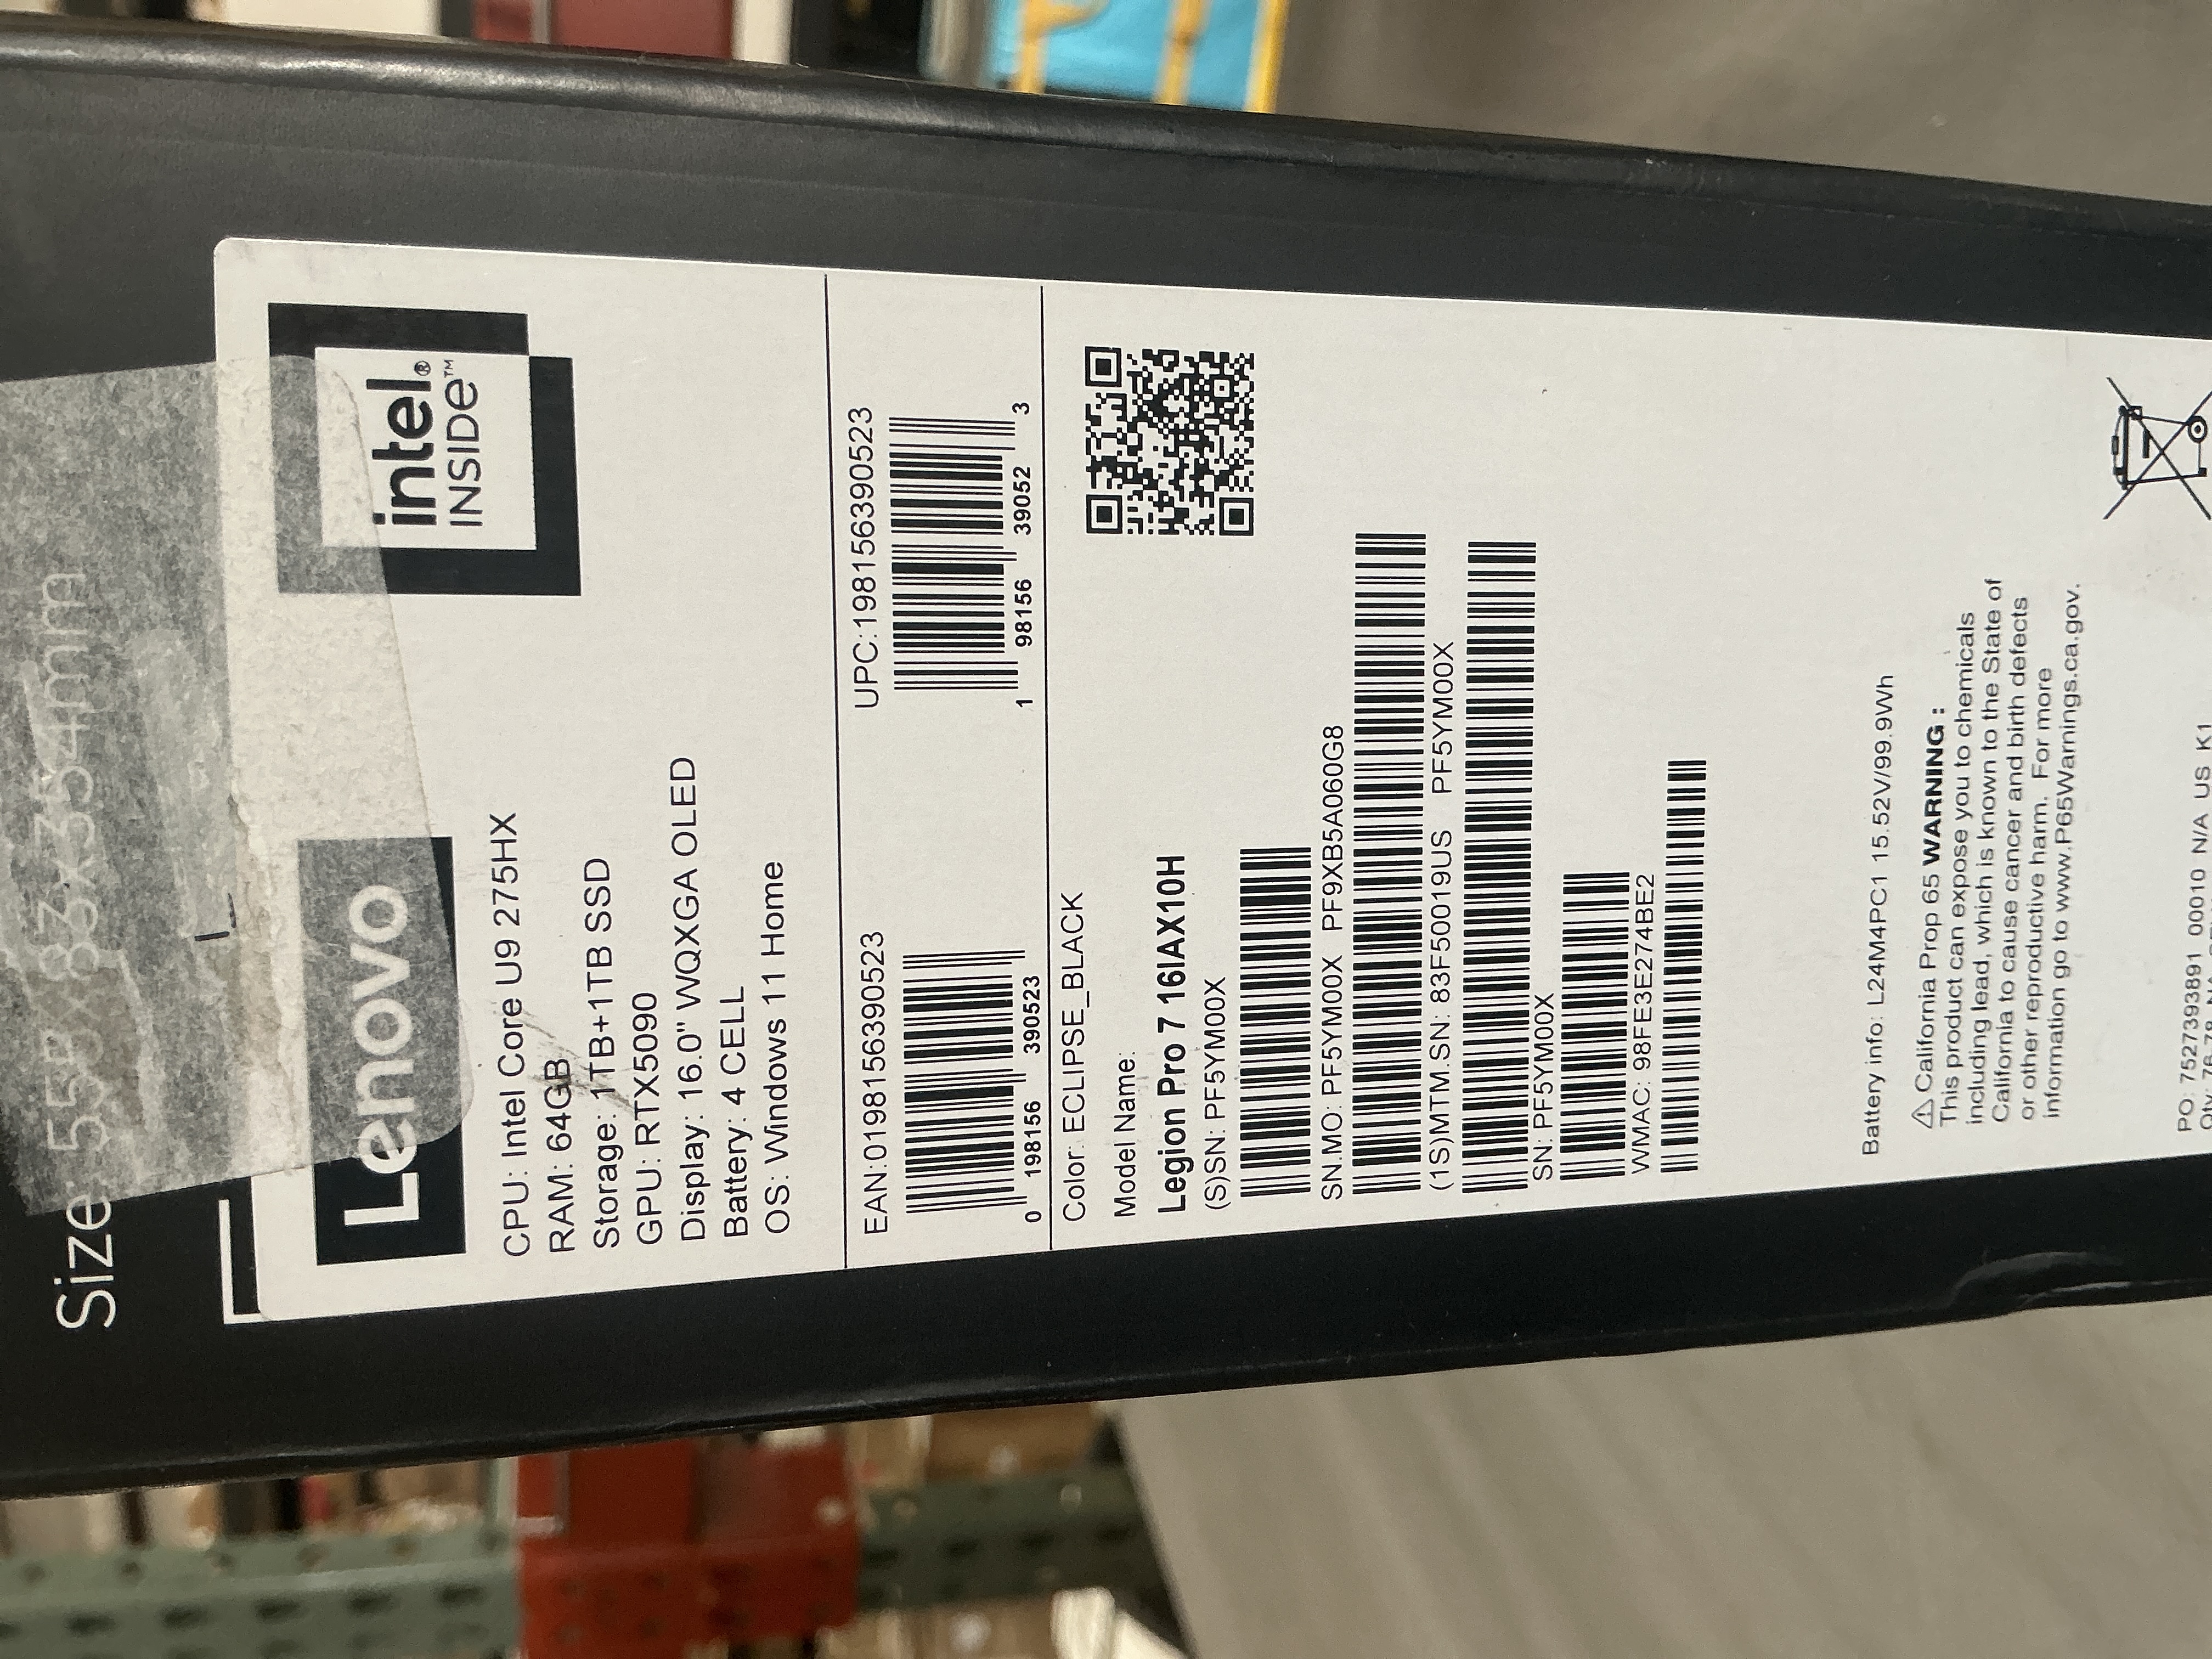 Size: 557x83x354mm
Lenovo
intel®
INSIDE™
CPU: Intel Core U9 275HX
RAM: 64GB
Storage: 1TB+1TB SSD
GPU: RTX5090
Display: 16.0" WQXGA OLED
Battery: 4 CELL
OS: Windows 11 Home
EAN:0198156390523
0 198156 390523
UPC:198156390523
1 98156 39052 3
Color: ECLIPSE_BLACK
Model Name:
Legion Pro 7 16IAX10H
(S)SN: PF5YM00X
SN.MO: PF5YM00X PF9XB5A060G8
(1S)MTM.SN: 83F50019US PF5YM00X
SN: PF5YM00X
WMAC: 98FE3E274BE2
Battery info: L24M4PC1 15.52V/99.9Wh
⚠ California Prop 65 WARNING :
This product can expose you to chemicals
including lead, which is known to the State of
California to cause cancer and birth defects
or other reproductive harm. For more
information go to www.P65Warnings.ca.gov.
PO: 7527393891 00010 N/A US K1